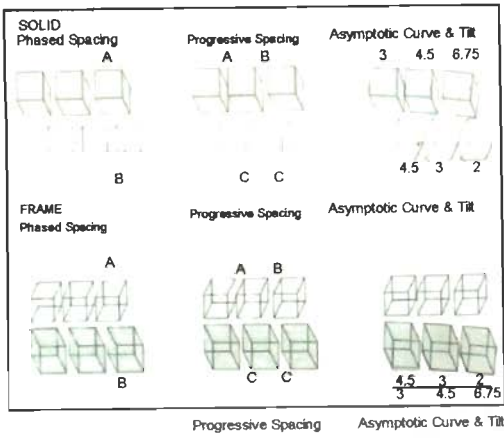 SOLID
Phased Spacing Progressive Spacing Asymptotic Curve & Tilt
A A B 3 4.5 6.75
4.5 3 2
B C C
FRAME
Phased Spacing Progressive Spacing Asymptotic Curve & Tilt
A A B
B C C
4.5 3 2
3 4.5 6.75
Progressive Spacing Asymptotic Curve & Tilt